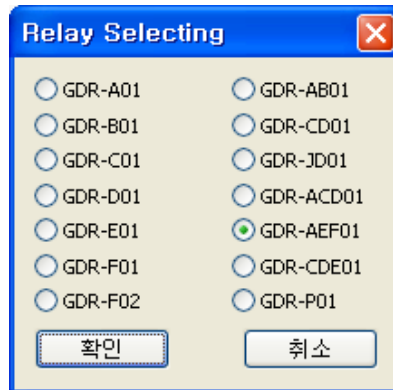 Relay Selecting
GDR-A01 GDR-AB01
GDR-B01 GDR-CD01
GDR-C01 GDR-JD01
GDR-D01 GDR-ACD01
GDR-E01 GDR-AEF01
GDR-F01 GDR-CDE01
GDR-F02 GDR-P01
확인 취소